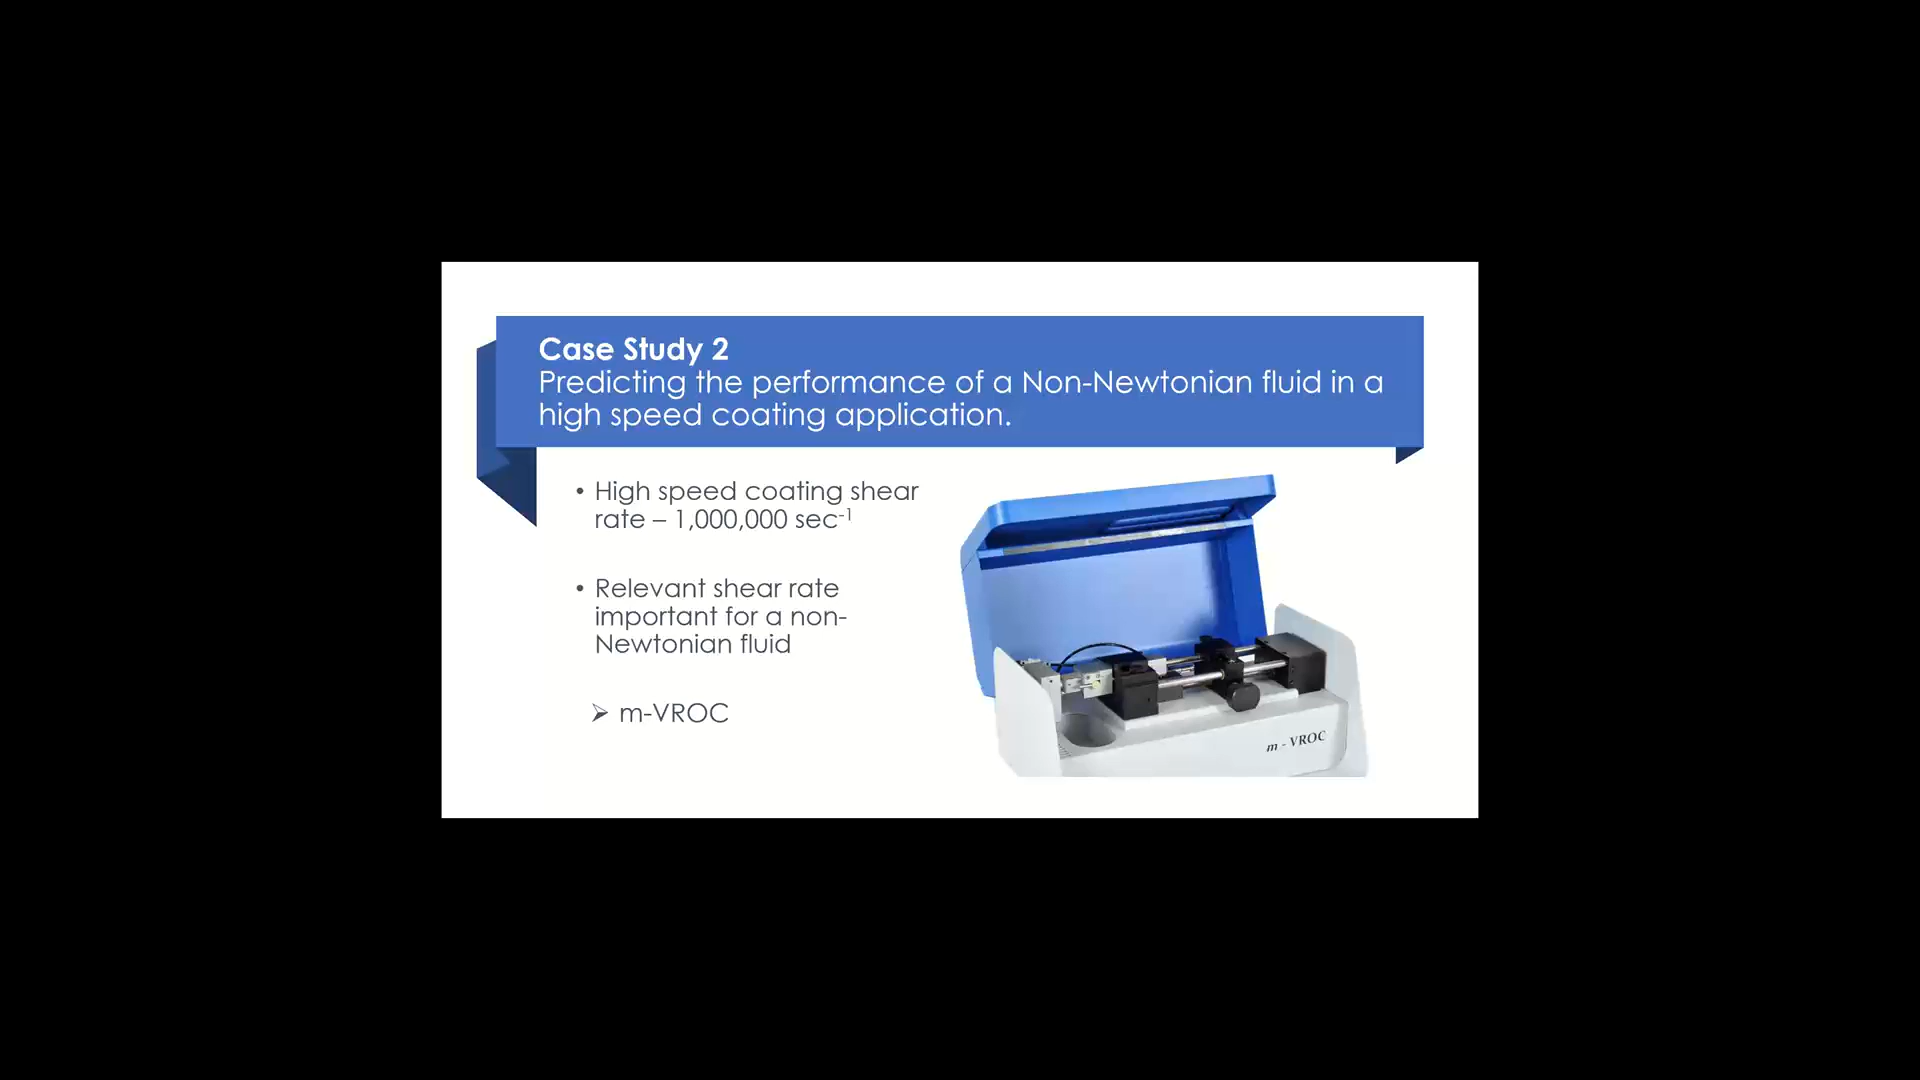 Case Study 2
Predicting the performance of a Non-Newtonian fluid in a
high speed coating application.
• High speed coating shear
rate – 1,000,000 sec⁻¹
• Relevant shear rate
important for a non-
Newtonian fluid
➢ m-VROC
m - VROC